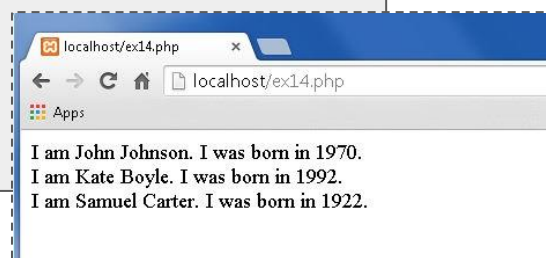 localhost/ex14.php
localhost/ex14.php
Apps
I am John Johnson. I was born in 1970.
I am Kate Boyle. I was born in 1992.
I am Samuel Carter. I was born in 1922.